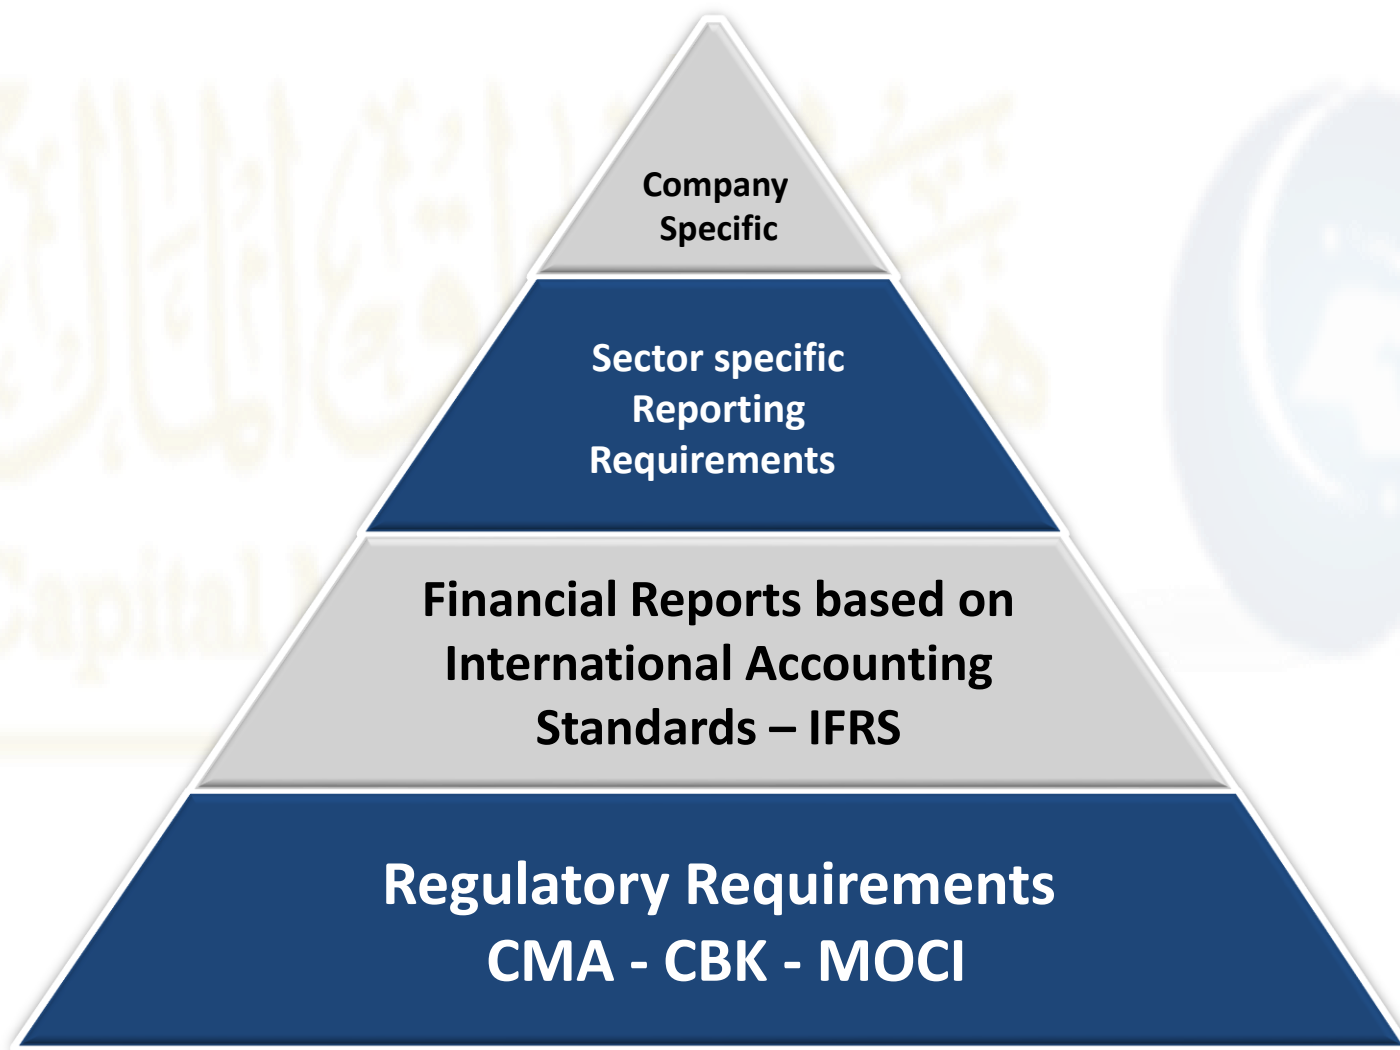 Company
Specific
Sector specific
Reporting
Requirements
Financial Reports based on
International Accounting
Standards – IFRS
Regulatory Requirements
CMA - CBK - MOCI
Capital